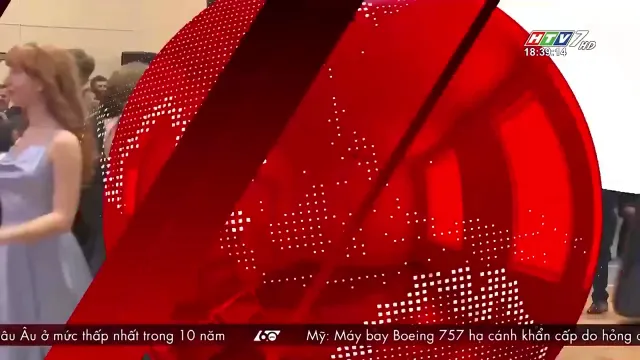 HTV7 HD
18:39:14
âu Âu ở mức thấp nhất trong 10 năm 60 Mỹ: Máy bay Boeing 757 hạ cánh khẩn cấp do hỏng